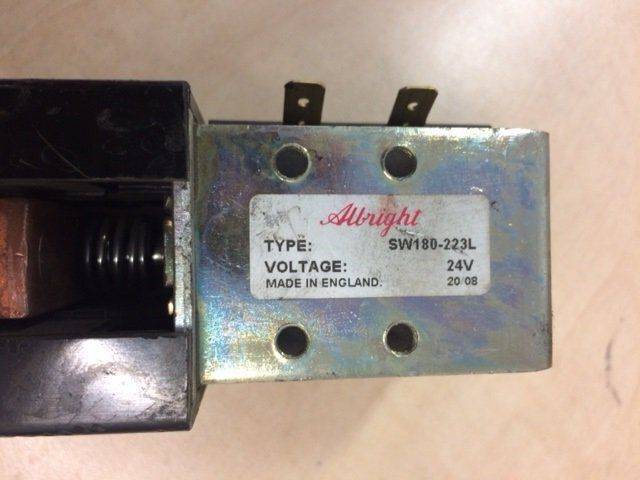 Albright
TYPE: SW180-223L
VOLTAGE: 24V
MADE IN ENGLAND. 20 08